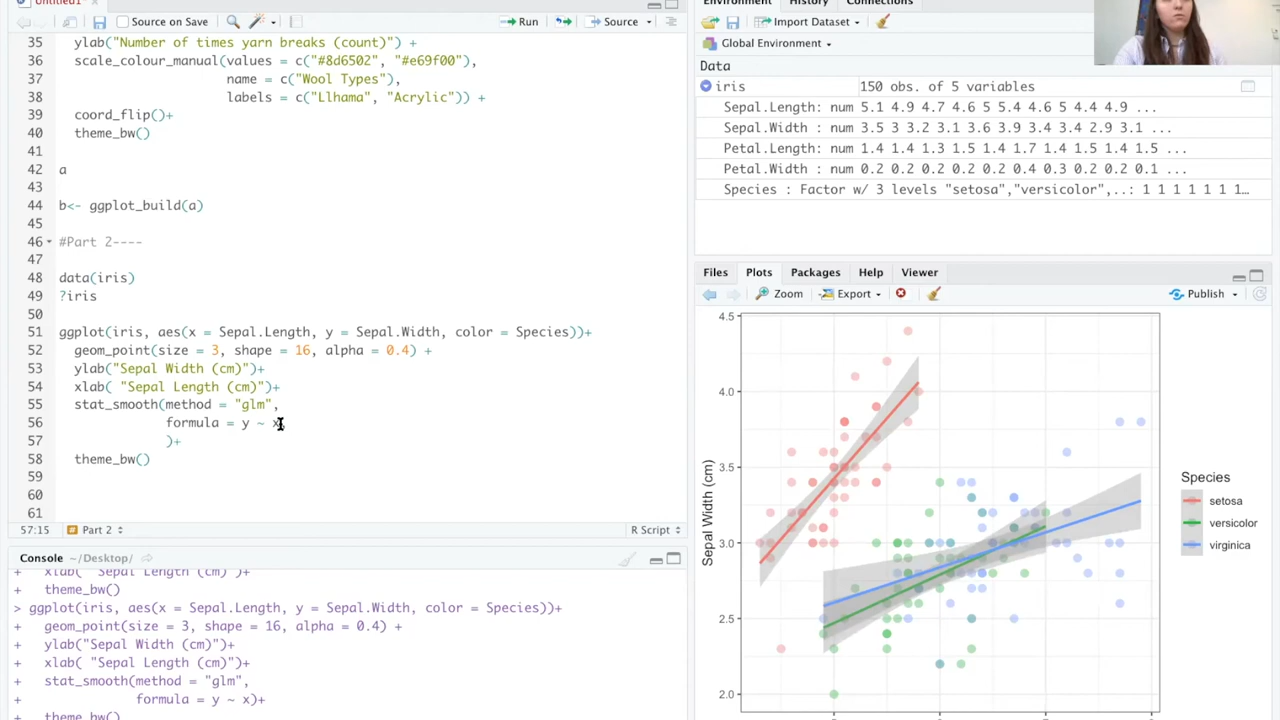 Untitled1*
Source on Save
Run
Source
35 ylab("Number of times yarn breaks (count)") +
36 scale_colour_manual(values = c("#8d6502", "#e69f00"),
37 name = c("Wool Types"),
38 labels = c("Llhama", "Acrylic")) +
39 coord_flip()+
40 theme_bw()
41
42 a
43
44 b<- ggplot_build(a)
45
46 #Part 2----
47
48 data(iris)
49 ?iris
50
51 ggplot(iris, aes(x = Sepal.Length, y = Sepal.Width, color = Species))+
52 geom_point(size = 3, shape = 16, alpha = 0.4) +
53 ylab("Sepal Width (cm)")+
54 xlab( "Sepal Length (cm)")+
55 stat_smooth(method = "glm",
56 formula = y ~ x
57 )+
58 theme_bw()
59
60
61
57:15 # Part 2 R Script
Console ~/Desktop/
+ xlab( "Sepal Length (cm)")+
+ theme_bw()
> ggplot(iris, aes(x = Sepal.Length, y = Sepal.Width, color = Species))+
+ geom_point(size = 3, shape = 16, alpha = 0.4) +
+ ylab("Sepal Width (cm)")+
+ xlab( "Sepal Length (cm)")+
+ stat_smooth(method = "glm",
+ formula = y ~ x)+
+ theme_bw()
Environment History Connections
Import Dataset
Global Environment
Data
iris 150 obs. of 5 variables
Sepal.Length: num 5.1 4.9 4.7 4.6 5 5.4 4.6 5 4.4 4.9 ...
Sepal.Width : num 3.5 3 3.2 3.1 3.6 3.9 3.4 3.4 2.9 3.1 ...
Petal.Length: num 1.4 1.4 1.3 1.5 1.4 1.7 1.4 1.5 1.4 1.5 ...
Petal.Width : num 0.2 0.2 0.2 0.2 0.2 0.4 0.3 0.2 0.2 0.1 ...
Species : Factor w/ 3 levels "setosa","versicolor",..: 1 1 1 1 1 1 1...
Files Plots Packages Help Viewer
Zoom Export Publish
4.5
4.0
3.5
3.0
2.5
2.0
Sepal Width (cm)
Species
setosa
versicolor
virginica